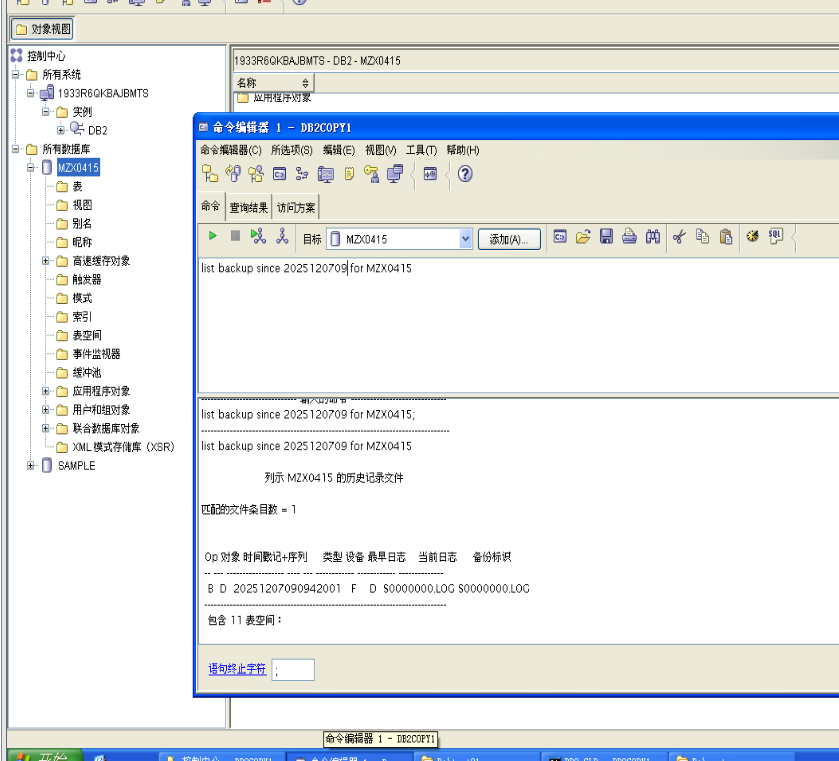 对象视图
控制中心
所有系统
1933R6QKBAJBMTS
实例
DB2
所有数据库
MZX0415
表
视图
别名
昵称
高速缓存对象
触发器
模式
索引
表空间
事件监视器
缓冲池
应用程序对象
用户和组对象
联合数据库对象
XML 模式存储库（XSR）
SAMPLE
1933R6QKBAJBMTS - DB2 - MZX0415
名称
应用程序对象
命令编辑器 1 - DB2COPY1
命令编辑器(C) 所选项(S) 编辑(E) 视图(V) 工具(T) 帮助(H)
命令 查询结果 访问方案
目标 MZX0415 添加(A)...
list backup since 2025120709 for MZX0415
------------------------------ 输入的命令 ------------------------------
list backup since 2025120709 for MZX0415;
------------------------------------------------------------------------------
list backup since 2025120709 for MZX0415
列示 MZX0415 的历史记录文件
匹配的文件条目数 = 1
Op 对象 时间戳记+序列 类型 设备 最早日志 当前日志 备份标识
-- --- ------------------ ---- --- ------------ ------------ --------------
B D 20251207090942001 F D S0000000.LOG S0000000.LOG
----------------------------------------------------------------------------
包含 11 表空间：
语句终止字符 ;
命令编辑器 1 - DB2COPY1
开始